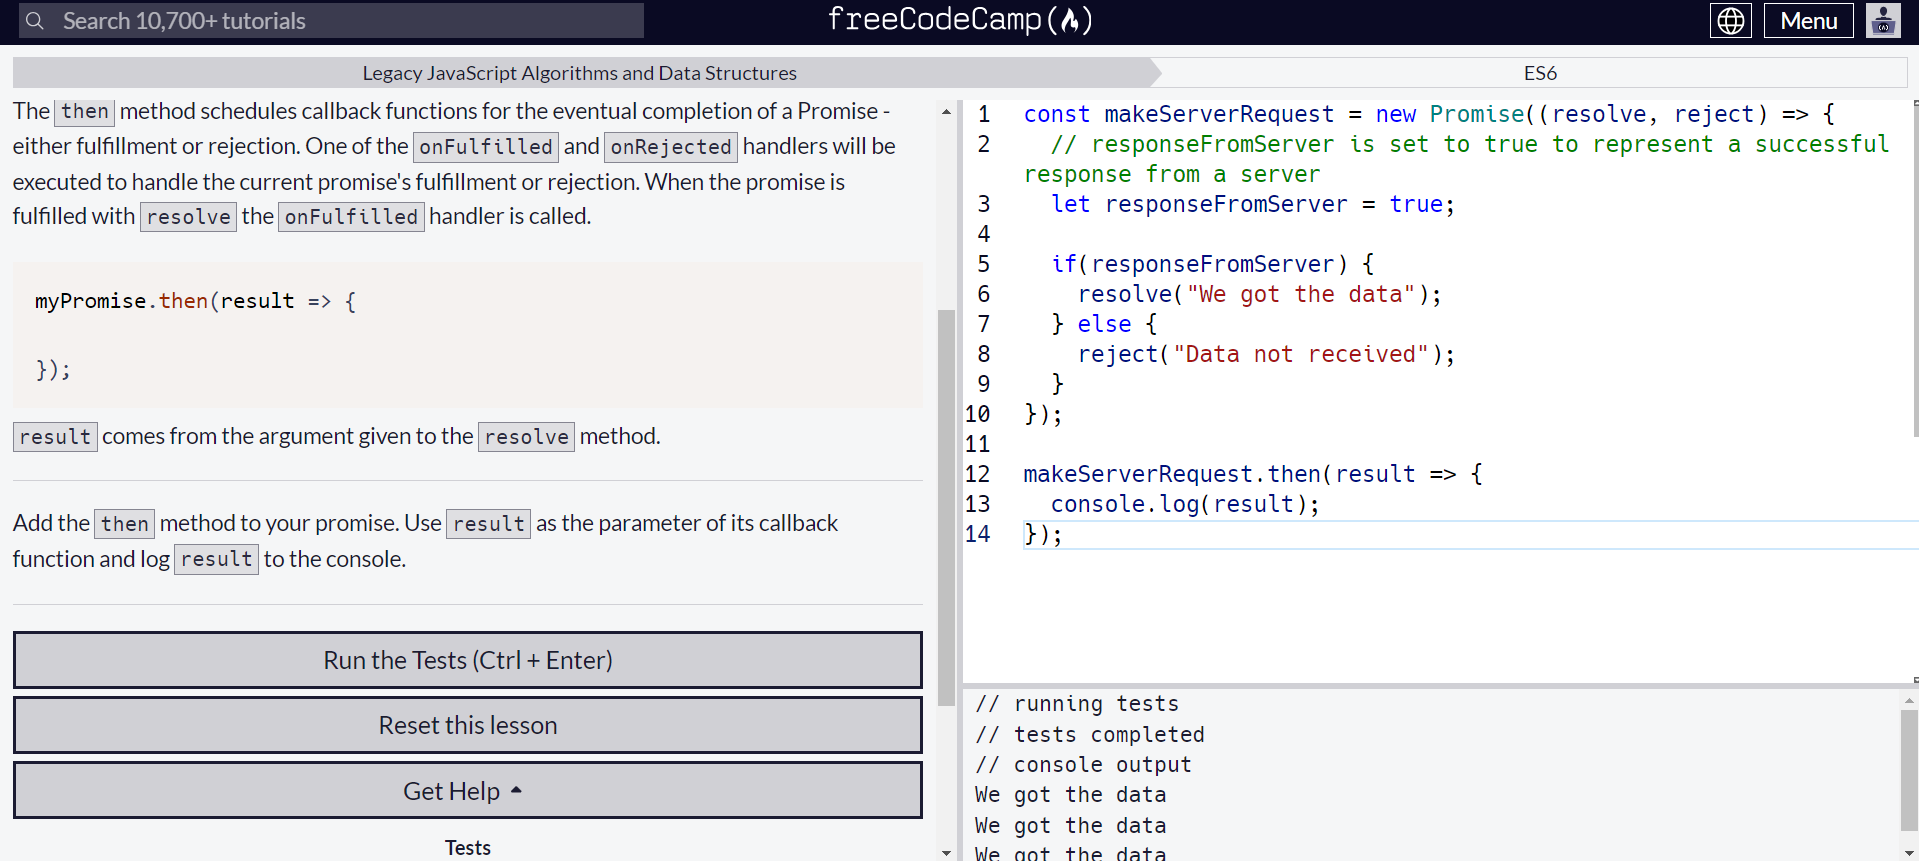 Search 10,700+ tutorials
freeCodeCamp
Menu
Legacy JavaScript Algorithms and Data Structures
ES6
The then method schedules callback functions for the eventual completion of a Promise -
either fulfillment or rejection. One of the onFulfilled and onRejected handlers will be
executed to handle the current promise's fulfillment or rejection. When the promise is
fulfilled with resolve the onFulfilled handler is called.
myPromise.then(result => {
});
result comes from the argument given to the resolve method.
Add the then method to your promise. Use result as the parameter of its callback
function and log result to the console.
Run the Tests (Ctrl + Enter)
Reset this lesson
Get Help
Tests
1 const makeServerRequest = new Promise((resolve, reject) => {
2 // responseFromServer is set to true to represent a successful
response from a server
3 let responseFromServer = true;
4
5 if(responseFromServer) {
6 resolve("We got the data");
7 } else {
8 reject("Data not received");
9 }
10 });
11
12 makeServerRequest.then(result => {
13 console.log(result);
14 });
// running tests
// tests completed
// console output
We got the data
We got the data
We got the data